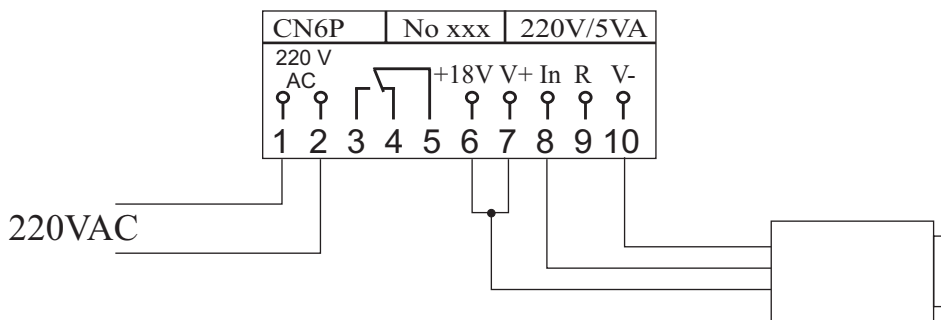 CN6P No xxx 220V/5VA
220 V
AC
+18V V+ In R V-
1 2 3 4 5 6 7 8 9 10
220VAC